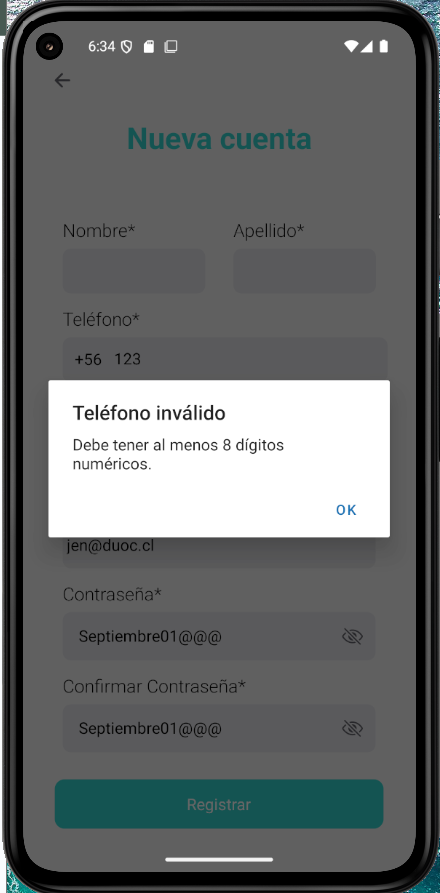 6:34
Nueva cuenta
Nombre* Apellido*
Teléfono*
+56 123
Teléfono inválido
Debe tener al menos 8 dígitos
numéricos.
OK
jen@duoc.cl
Contraseña*
Septiembre01@@@
Confirmar Contraseña*
Septiembre01@@@
Registrar